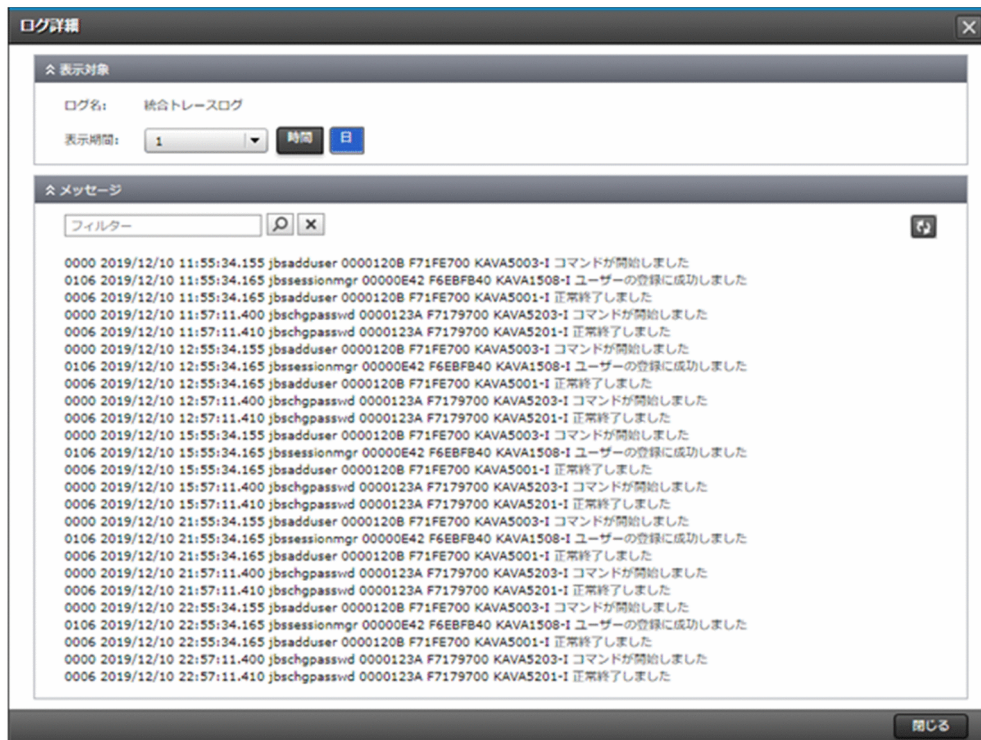 ログ詳細
表示対象
ログ名: 統合トレースログ
表示期間: 1 時間 日
メッセージ
フィルター
0000 2019/12/10 11:55:34.155 jbsadduser 0000120B F71FE700 KAVA5003-I コマンドが開始しました
0106 2019/12/10 11:55:34.165 jbssessionmgr 00000E42 F6EBFB40 KAVA1508-I ユーザーの登録に成功しました
0006 2019/12/10 11:55:34.165 jbsadduser 0000120B F71FE700 KAVA5001-I 正常終了しました
0000 2019/12/10 11:57:11.400 jbschgpasswd 0000123A F7179700 KAVA5203-I コマンドが開始しました
0006 2019/12/10 11:57:11.410 jbschgpasswd 0000123A F7179700 KAVA5201-I 正常終了しました
0000 2019/12/10 12:55:34.155 jbsadduser 0000120B F71FE700 KAVA5003-I コマンドが開始しました
0106 2019/12/10 12:55:34.165 jbssessionmgr 00000E42 F6EBFB40 KAVA1508-I ユーザーの登録に成功しました
0006 2019/12/10 12:55:34.165 jbsadduser 0000120B F71FE700 KAVA5001-I 正常終了しました
0000 2019/12/10 12:57:11.400 jbschgpasswd 0000123A F7179700 KAVA5203-I コマンドが開始しました
0006 2019/12/10 12:57:11.410 jbschgpasswd 0000123A F7179700 KAVA5201-I 正常終了しました
0000 2019/12/10 15:55:34.155 jbsadduser 0000120B F71FE700 KAVA5003-I コマンドが開始しました
0106 2019/12/10 15:55:34.165 jbssessionmgr 00000E42 F6EBFB40 KAVA1508-I ユーザーの登録に成功しました
0006 2019/12/10 15:55:34.165 jbsadduser 0000120B F71FE700 KAVA5001-I 正常終了しました
0000 2019/12/10 15:57:11.400 jbschgpasswd 0000123A F7179700 KAVA5203-I コマンドが開始しました
0006 2019/12/10 15:57:11.410 jbschgpasswd 0000123A F7179700 KAVA5201-I 正常終了しました
0000 2019/12/10 21:55:34.155 jbsadduser 0000120B F71FE700 KAVA5003-I コマンドが開始しました
0106 2019/12/10 21:55:34.165 jbssessionmgr 00000E42 F6EBFB40 KAVA1508-I ユーザーの登録に成功しました
0006 2019/12/10 21:55:34.165 jbsadduser 0000120B F71FE700 KAVA5001-I 正常終了しました
0000 2019/12/10 21:57:11.400 jbschgpasswd 0000123A F7179700 KAVA5203-I コマンドが開始しました
0006 2019/12/10 21:57:11.410 jbschgpasswd 0000123A F7179700 KAVA5201-I 正常終了しました
0000 2019/12/10 22:55:34.155 jbsadduser 0000120B F71FE700 KAVA5003-I コマンドが開始しました
0106 2019/12/10 22:55:34.165 jbssessionmgr 00000E42 F6EBFB40 KAVA1508-I ユーザーの登録に成功しました
0006 2019/12/10 22:55:34.165 jbsadduser 0000120B F71FE700 KAVA5001-I 正常終了しました
0000 2019/12/10 22:57:11.400 jbschgpasswd 0000123A F7179700 KAVA5203-I コマンドが開始しました
0006 2019/12/10 22:57:11.410 jbschgpasswd 0000123A F7179700 KAVA5201-I 正常終了しました
閉じる